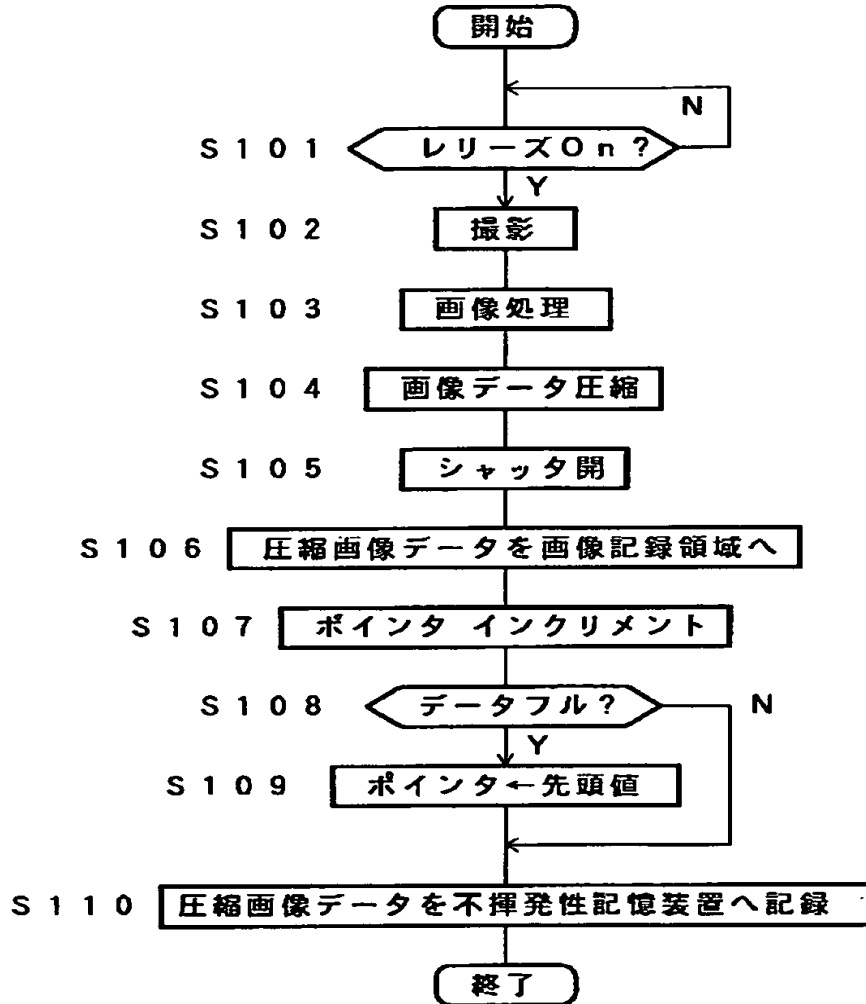 開始
N
S101 レリーズOn?
Y
S102 撮影
S103 画像処理
S104 画像データ圧縮
S105 シャッタ開
S106 圧縮画像データを画像記録領域へ
S107 ポインタ インクリメント
S108 データフル? N
Y
S109 ポインタ←先頭値
S110 圧縮画像データを不揮発性記憶装置へ記録
終了